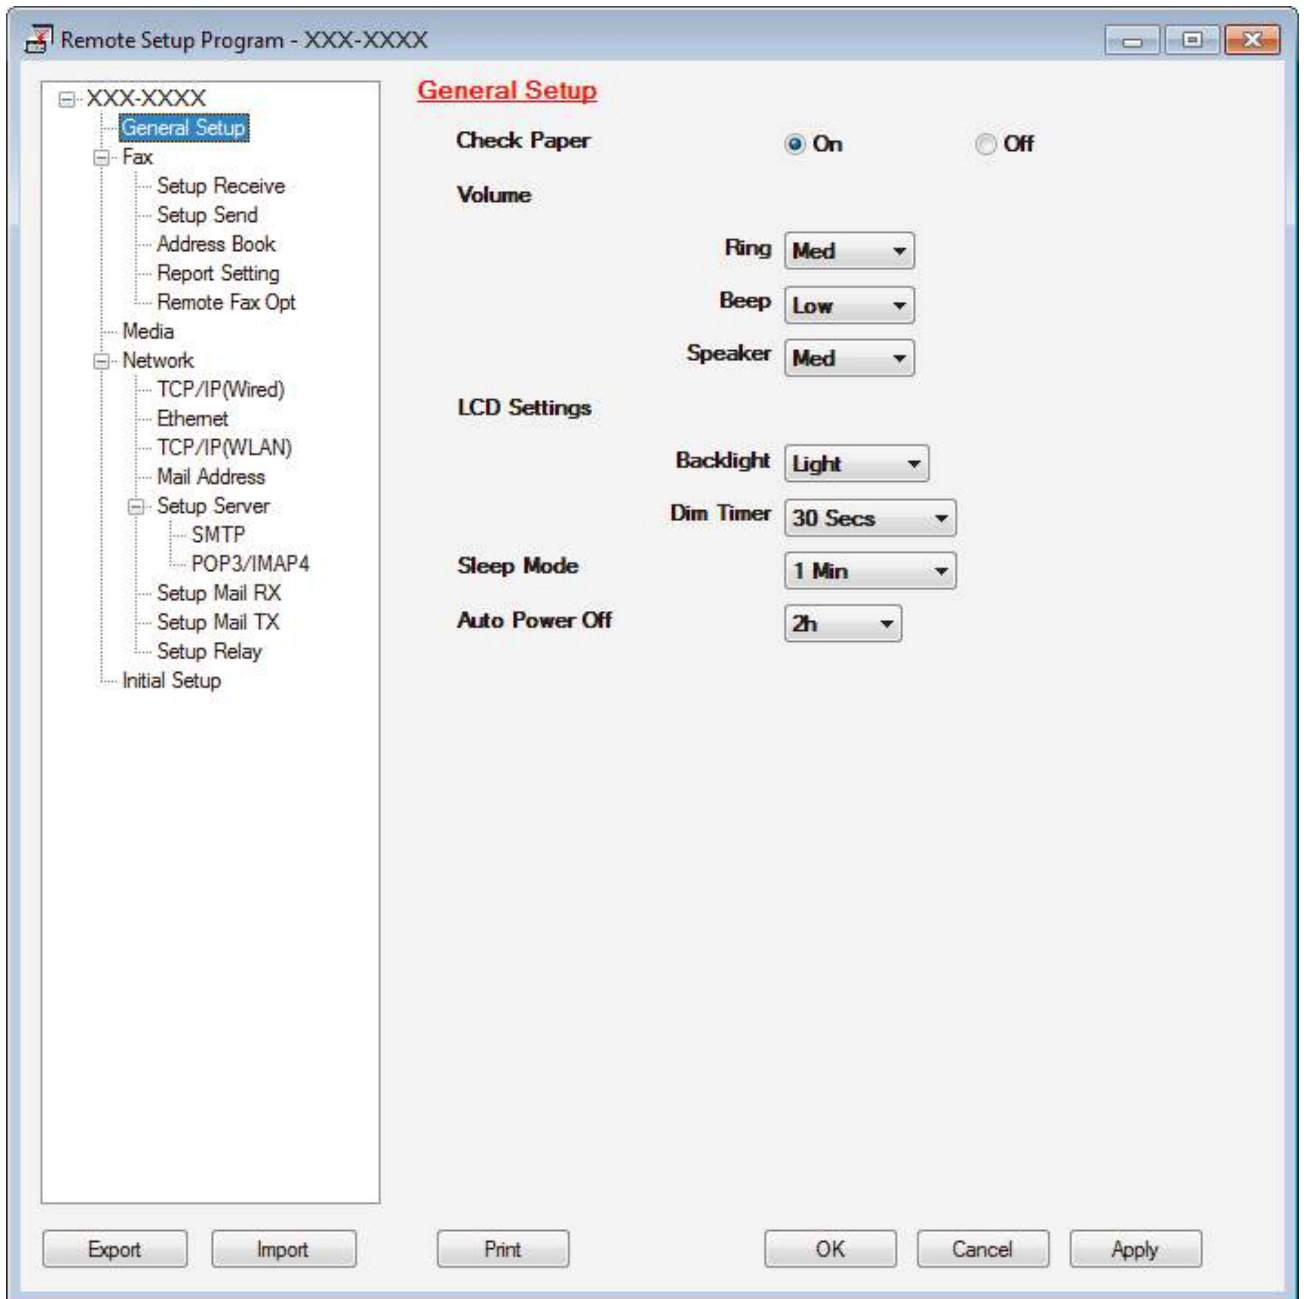 Remote Setup Program - XXX-XXXX
XXX-XXXX
General Setup
Fax
Setup Receive
Setup Send
Address Book
Report Setting
Remote Fax Opt
Media
Network
TCP/IP(Wired)
Ethernet
TCP/IP(WLAN)
Mail Address
Setup Server
SMTP
POP3/IMAP4
Setup Mail RX
Setup Mail TX
Setup Relay
Initial Setup
General Setup
Check Paper On Off
Volume
Ring Med
Beep Low
Speaker Med
LCD Settings
Backlight Light
Dim Timer 30 Secs
Sleep Mode 1 Min
Auto Power Off 2h
Export Import Print OK Cancel Apply